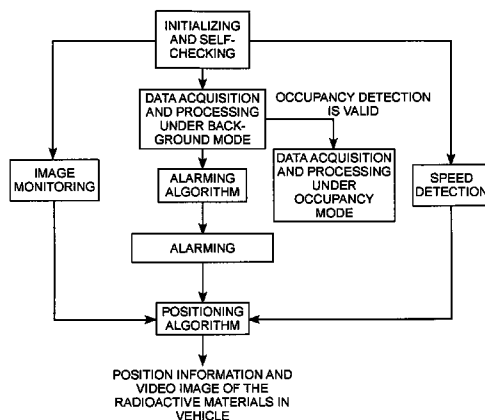 INITIALIZING
AND SELF-
CHECKING
DATA ACQUISITION
AND PROCESSING
UNDER BACK-
GROUND MODE
OCCUPANCY DETECTION
IS VALID
IMAGE
MONITORING
ALARMING
ALGORITHM
DATA ACQUISITION
AND PROCESSING
UNDER
OCCUPANCY
MODE
SPEED
DETECTION
ALARMING
POSITIONING
ALGORITHM
POSITION INFORMATION AND
VIDEO IMAGE OF THE
RADIOACTIVE MATERIALS IN
VEHICLE